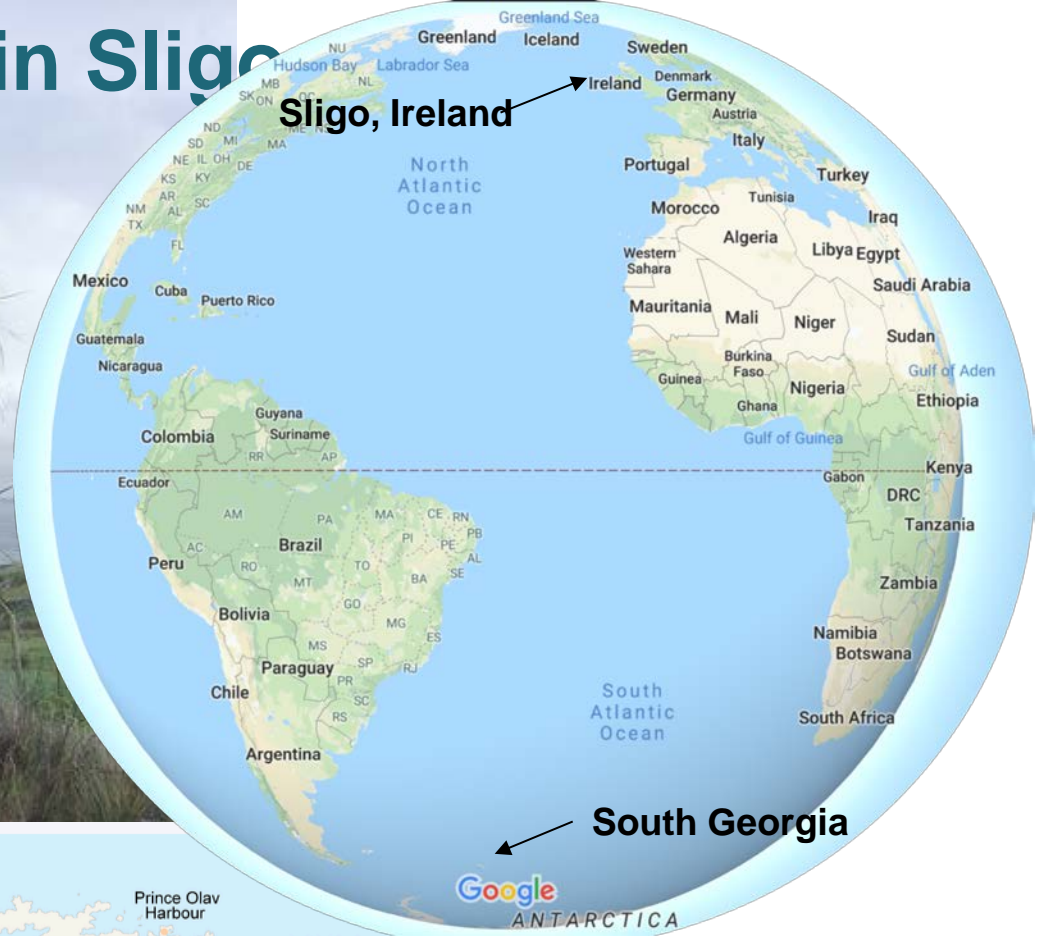 in Sligo
Greenland Sea
Greenland
Iceland
Sweden
NU
Hudson Bay
Labrador Sea
Ireland
Denmark
MB
NL
Germany
SK
ON
Sligo, Ireland
Austria
ND
ME
MA
Italy
SD
MI
North
Atlantic
Ocean
Portugal
NE
IL
OH
DE
Turkey
KS
KY
Tunisia
AR
SC
Morocco
NM
AL
Iraq
TX
Algeria
FL
Libya
Egypt
Western
Sahara
Mexico
Cuba
Puerto Rico
Saudi Arabia
Mauritania
Mali
Niger
Guatemala
Sudan
Nicaragua
Burkina
Faso
Gulf of Aden
Guinea
Nigeria
Ethiopia
Guyana
Ghana
Colombia
Suriname
Gulf of Guinea
RR
AP
Ecuador
Gabon
Kenya
DRC
AM
PA
MA
CE
RN
Tanzania
PI
PB
AC
Brazil
PE
AL
Peru
RO
TO
SE
MT
BA
Zambia
Bolivia
GO
MG
Namibia
ES
Botswana
MS
Paraguay
SP
RJ
PR
Chile
SC
South
Atlantic
Ocean
RS
South Africa
Argentina
South Georgia
Google
ANTARCTICA
Prince Olav
Harbour